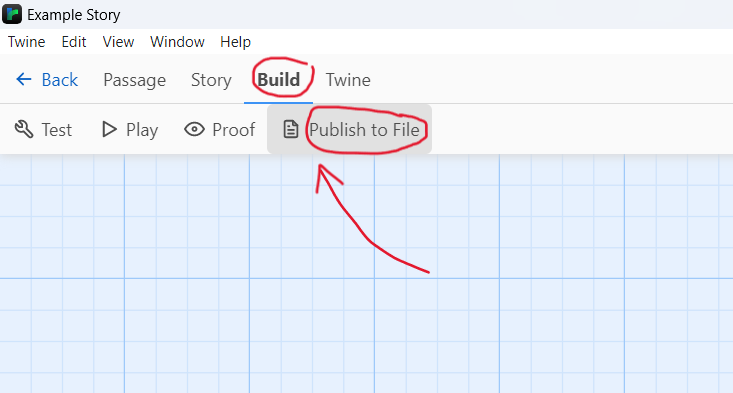 Example Story
Twine Edit View Window Help
Back Passage Story Build Twine
Test Play Proof Publish to File